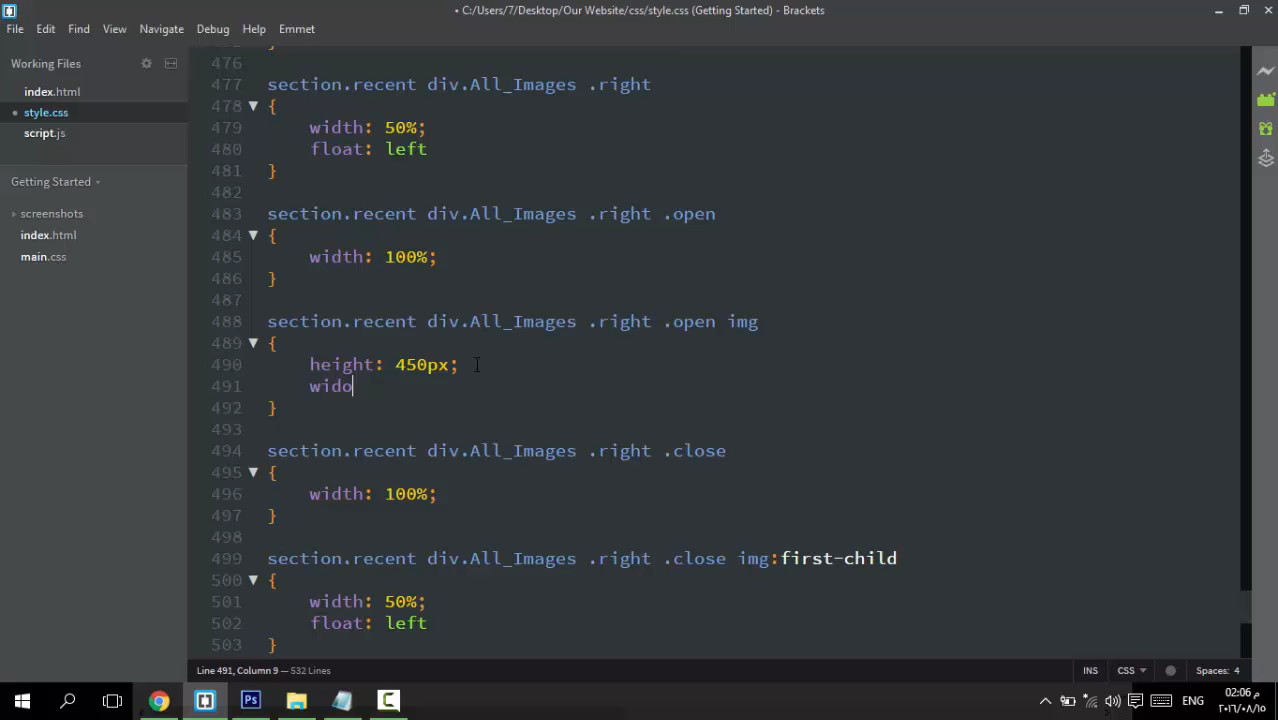 • C:/Users/7/Desktop/Our Website/css/style.css (Getting Started) - Brackets
File Edit Find View Navigate Debug Help Emmet
Working Files
index.html
• style.css
script.js
Getting Started
screenshots
index.html
main.css
476
477 section.recent div.All_Images .right
478 {
479 width: 50%;
480 float: left
481 }
482
483 section.recent div.All_Images .right .open
484 {
485 width: 100%;
486 }
487
488 section.recent div.All_Images .right .open img
489 {
490 height: 450px;
491 wido
492 }
493
494 section.recent div.All_Images .right .close
495 {
496 width: 100%;
497 }
498
499 section.recent div.All_Images .right .close img:first-child
500 {
501 width: 50%;
502 float: left
503 }
Line 491, Column 9 — 532 Lines
INS CSS Spaces: 4
Ps
C
ENG
02:06 م
٢٠١٦/٠٨/١٥